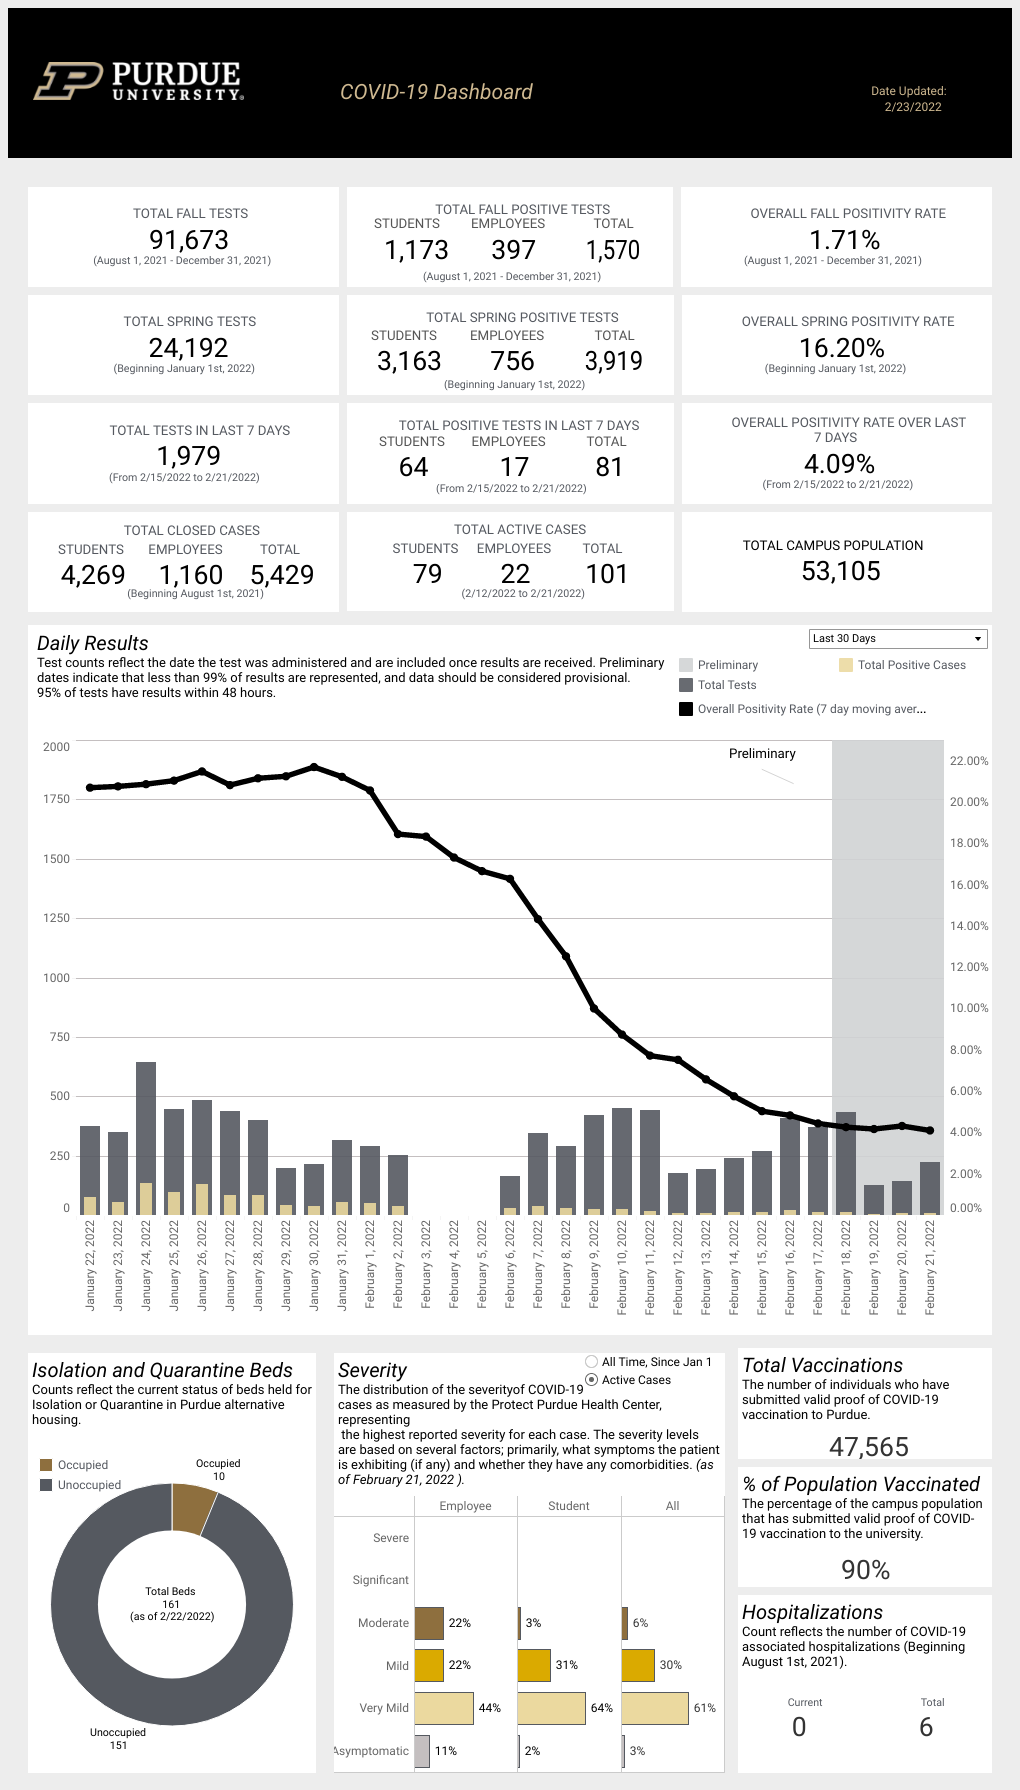 PURDUE
UNIVERSITY®
COVID-19 Dashboard
Date Updated:
2/23/2022
TOTAL FALL TESTS
91,673
(August 1, 2021 - December 31, 2021)
TOTAL FALL POSITIVE TESTS
STUDENTS EMPLOYEES TOTAL
1,173 397 1,570
(August 1, 2021 - December 31, 2021)
OVERALL FALL POSITIVITY RATE
1.71%
(August 1, 2021 - December 31, 2021)
TOTAL SPRING TESTS
24,192
(Beginning January 1st, 2022)
TOTAL SPRING POSITIVE TESTS
STUDENTS EMPLOYEES TOTAL
3,163 756 3,919
(Beginning January 1st, 2022)
OVERALL SPRING POSITIVITY RATE
16.20%
(Beginning January 1st, 2022)
TOTAL TESTS IN LAST 7 DAYS
1,979
(From 2/15/2022 to 2/21/2022)
TOTAL POSITIVE TESTS IN LAST 7 DAYS
STUDENTS EMPLOYEES TOTAL
64 17 81
(From 2/15/2022 to 2/21/2022)
OVERALL POSITIVITY RATE OVER LAST
7 DAYS
4.09%
(From 2/15/2022 to 2/21/2022)
TOTAL CLOSED CASES
STUDENTS EMPLOYEES TOTAL
4,269 1,160 5,429
(Beginning August 1st, 2021)
TOTAL ACTIVE CASES
STUDENTS EMPLOYEES TOTAL
79 22 101
(2/12/2022 to 2/21/2022)
TOTAL CAMPUS POPULATION
53,105
Daily Results
Test counts reflect the date the test was administered and are included once results are received. Preliminary
dates indicate that less than 99% of results are represented, and data should be considered provisional.
95% of tests have results within 48 hours.
Last 30 Days
Preliminary
Total Positive Cases
Total Tests
Overall Positivity Rate (7 day moving aver...
Preliminary
2000
1750
1500
1250
1000
750
500
250
0
22.00%
20.00%
18.00%
16.00%
14.00%
12.00%
10.00%
8.00%
6.00%
4.00%
2.00%
0.00%
January 22, 2022
January 23, 2022
January 24, 2022
January 25, 2022
January 26, 2022
January 27, 2022
January 28, 2022
January 29, 2022
January 30, 2022
January 31, 2022
February 1, 2022
February 2, 2022
February 3, 2022
February 4, 2022
February 5, 2022
February 6, 2022
February 7, 2022
February 8, 2022
February 9, 2022
February 10, 2022
February 11, 2022
February 12, 2022
February 13, 2022
February 14, 2022
February 15, 2022
February 16, 2022
February 17, 2022
February 18, 2022
February 19, 2022
February 20, 2022
February 21, 2022
Isolation and Quarantine Beds
Counts reflect the current status of beds held for
Isolation or Quarantine in Purdue alternative
housing.
Occupied
Unoccupied
Occupied
10
Total Beds
161
(as of 2/22/2022)
Unoccupied
151
Severity
All Time, Since Jan 1
Active Cases
The distribution of the severityof COVID-19
cases as measured by the Protect Purdue Health Center,
representing
the highest reported severity for each case. The severity levels
are based on several factors; primarily, what symptoms the patient
is exhibiting (if any) and whether they have any comorbidities. (as
of February 21, 2022 ).
Employee Student All
Severe
Significant
Moderate 22% 3% 6%
Mild 22% 31% 30%
Very Mild 44% 64% 61%
Asymptomatic 11% 2% 3%
Total Vaccinations
The number of individuals who have
submitted valid proof of COVID-19
vaccination to Purdue.
47,565
% of Population Vaccinated
The percentage of the campus population
that has submitted valid proof of COVID-
19 vaccination to the university.
90%
Hospitalizations
Count reflects the number of COVID-19
associated hospitalizations (Beginning
August 1st, 2021).
Current Total
0 6